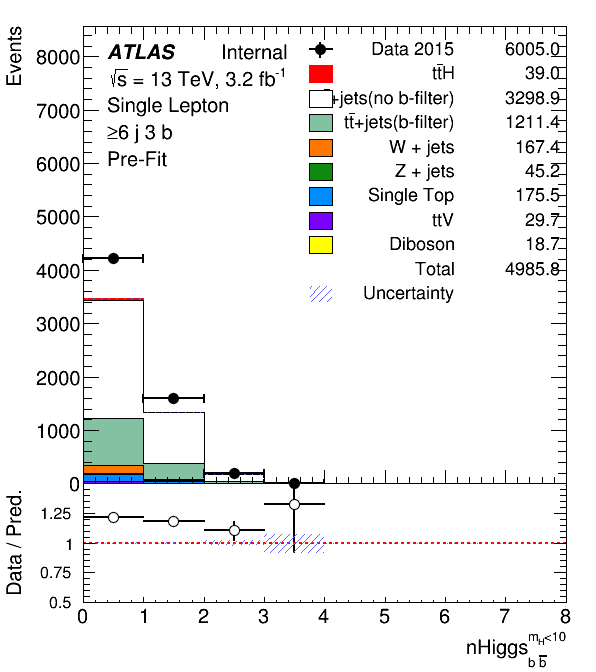 Events
8000
7000
6000
5000
4000
3000
2000
1000
0
ATLAS Internal
√s = 13 TeV, 3.2 fb-1
Single Lepton
≥6 j 3 b
Pre-Fit
Data 2015 6005.0
tt̄H 39.0
+jets(no b-filter) 3298.9
tt̄+jets(b-filter) 1211.4
W + jets 167.4
Z + jets 45.2
Single Top 175.5
ttV 29.7
Diboson 18.7
Total 4985.8
Uncertainty
Data / Pred.
1.25
1
0.75
0.5
0 1 2 3 4 5 6 7 8
nHiggs m_H<10 b b̄